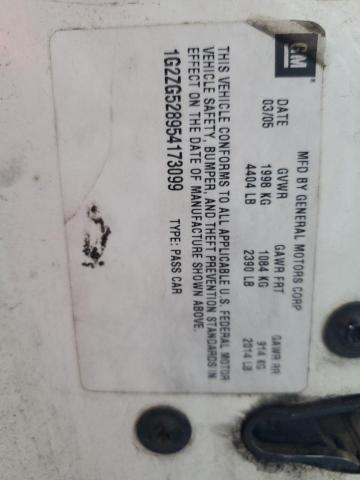 GM
MFD BY GENERAL MOTORS CORP
DATE GVWR GAWR FRT GAWR RR
03/05 1998 KG 1084 KG 914 KG
4404 LB 2390 LB 2014 LB
THIS VEHICLE CONFORMS TO ALL APPLICABLE U.S. FEDERAL MOTOR
VEHICLE SAFETY, BUMPER, AND THEFT PREVENTION STANDARDS IN
EFFECT ON THE DATE OF MANUFACTURE SHOWN ABOVE.
1G2ZG528954173099 TYPE: PASS CAR